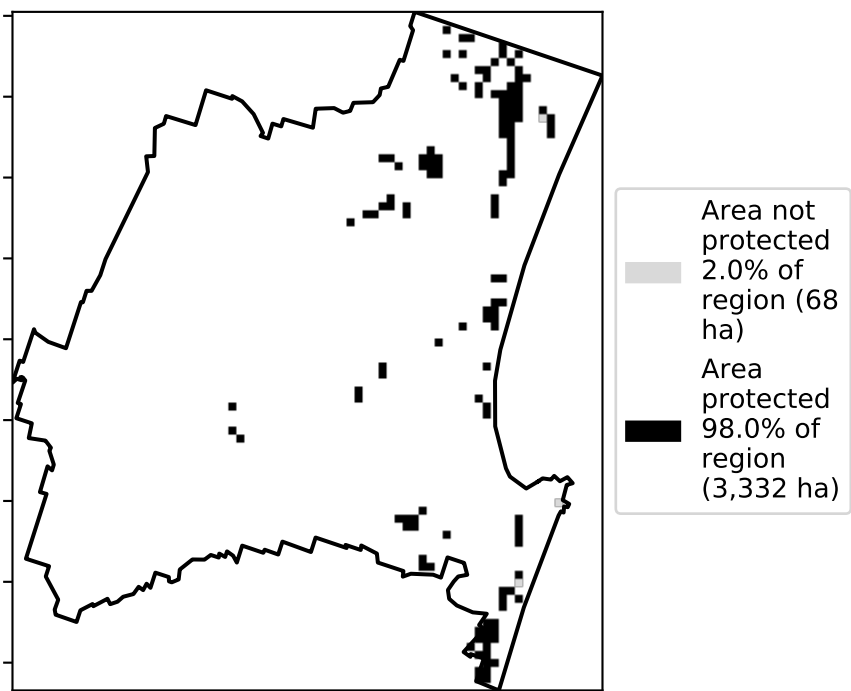 Area not
protected
2.0% of
region (68
ha)
Area
protected
98.0% of
region
(3,332 ha)